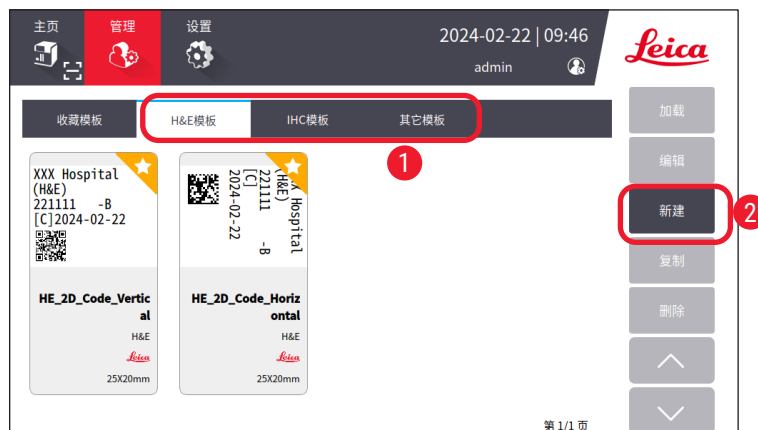 主页 管理 设置
2024-02-22 | 09:46
admin
Leica
收藏模板 H&E模板 IHC模板 其它模板
1
加载
编辑
新建
2
复制
删除
XXX Hospital
(H&E)
221111 -B
[C]2024-02-22
HE_2D_Code_Vertic
al
H&E
Leica
25X20mm
XXX Hospital
(H&E)
221111 -B
[C]
2024-02-22
HE_2D_Code_Horiz
ontal
H&E
Leica
25X20mm
第 1/1 页